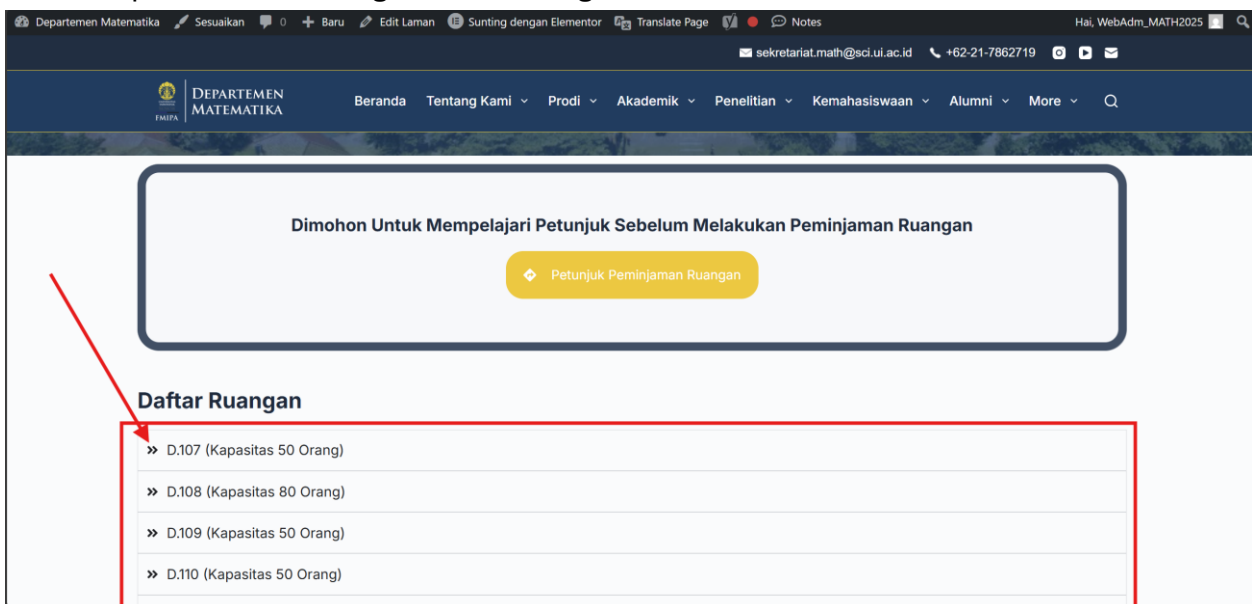 Departemen Matematika Sesuaikan 0 + Baru Edit Laman Sunting dengan Elementor Translate Page Notes Hai, WebAdm_MATH2025
sekretariat.math@sci.ui.ac.id +62-21-7862719
DEPARTEMEN
MATEMATIKA
FMIPA
Beranda Tentang Kami Prodi Akademik Penelitian Kemahasiswaan Alumni More
Dimohon Untuk Mempelajari Petunjuk Sebelum Melakukan Peminjaman Ruangan
Petunjuk Peminjaman Ruangan
Daftar Ruangan
D.107 (Kapasitas 50 Orang)
D.108 (Kapasitas 80 Orang)
D.109 (Kapasitas 50 Orang)
D.110 (Kapasitas 50 Orang)